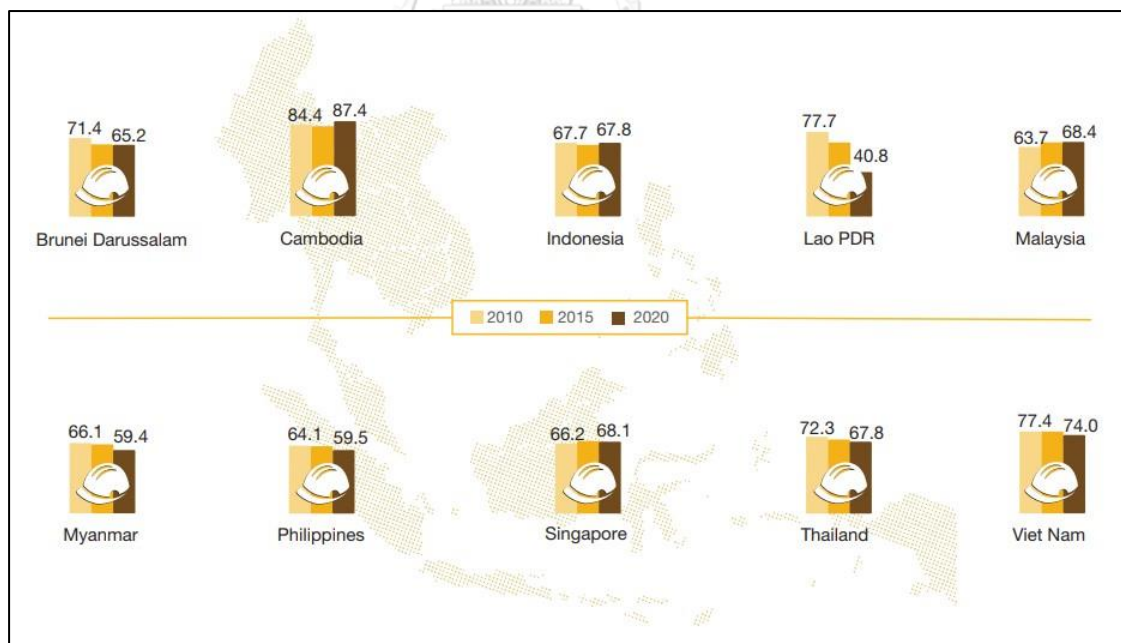 71.4 65.2
Brunei Darussalam
84.4 87.4
Cambodia
67.7 67.8
Indonesia
77.7 40.8
Lao PDR
63.7 68.4
Malaysia
2010 2015 2020
66.1 59.4
Myanmar
64.1 59.5
Philippines
66.2 68.1
Singapore
72.3 67.8
Thailand
77.4 74.0
Viet Nam